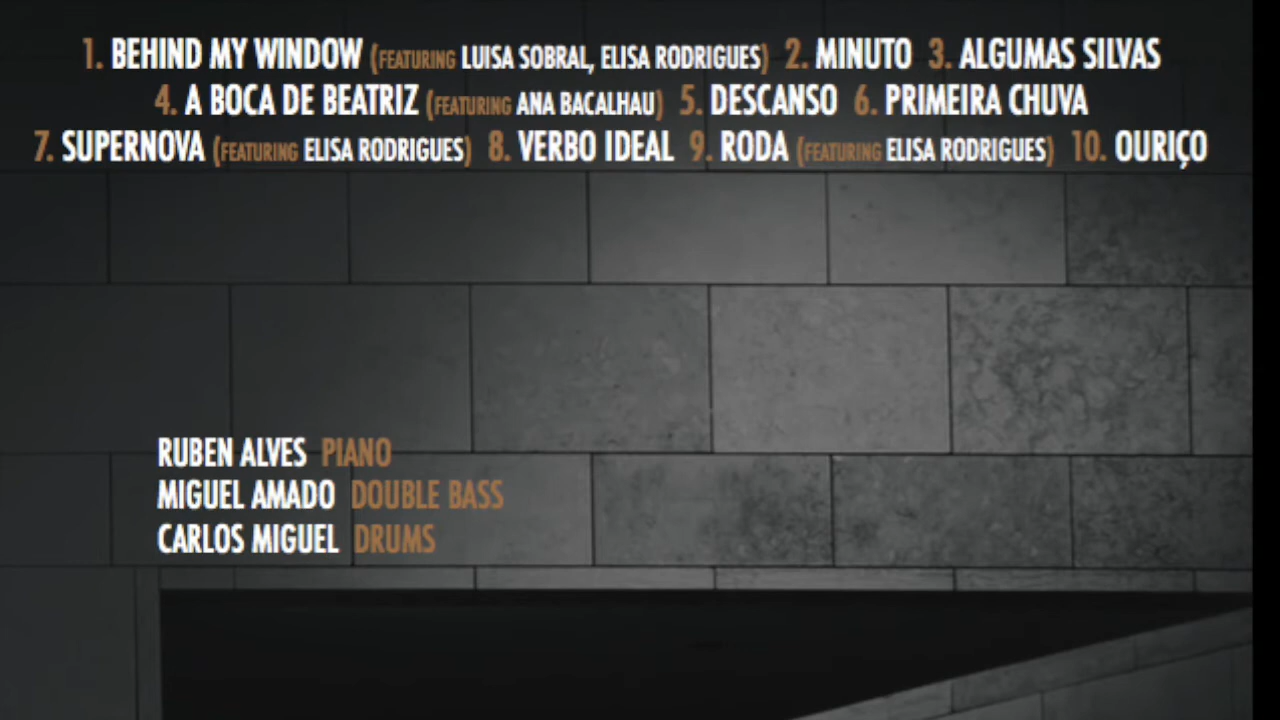 1. BEHIND MY WINDOW (FEATURING LUISA SOBRAL, ELISA RODRIGUES) 2. MINUTO 3. ALGUMAS SILVAS
4. A BOCA DE BEATRIZ (FEATURING ANA BACALHAU) 5. DESCANSO 6. PRIMEIRA CHUVA
7. SUPERNOVA (FEATURING ELISA RODRIGUES) 8. VERBO IDEAL 9. RODA (FEATURING ELISA RODRIGUES) 10. OURIÇO
RUBEN ALVES PIANO
MIGUEL AMADO DOUBLE BASS
CARLOS MIGUEL DRUMS